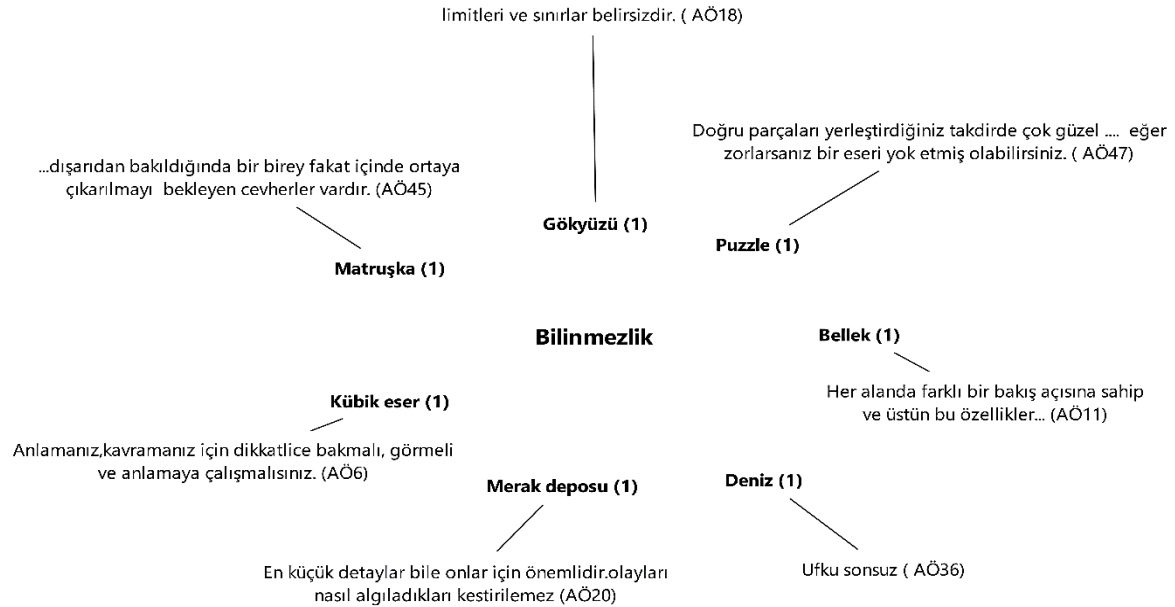 limitleri ve sınırlar belirsizdir. ( AÖ18)
Doğru parçaları yerleştirdiğiniz takdirde çok güzel .... eğer
zorlarsanız bir eseri yok etmiş olabilirsiniz. ( AÖ47)
...dışarıdan bakıldığında bir birey fakat içinde ortaya
çıkarılmayı bekleyen cevherler vardır. (AÖ45)
Gökyüzü (1)
Puzzle (1)
Matruşka (1)
Bilinmezlik
Bellek (1)
Her alanda farklı bir bakış açısına sahip
ve üstün bu özellikler... (AÖ11)
Kübik eser (1)
Anlamanız,kavramanız için dikkatlice bakmalı, görmeli
ve anlamaya çalışmalısınız. (AÖ6)
Merak deposu (1)
Deniz (1)
En küçük detaylar bile onlar için önemlidir.olayları
nasıl algıladıkları kestirilemez (AÖ20)
Ufku sonsuz ( AÖ36)